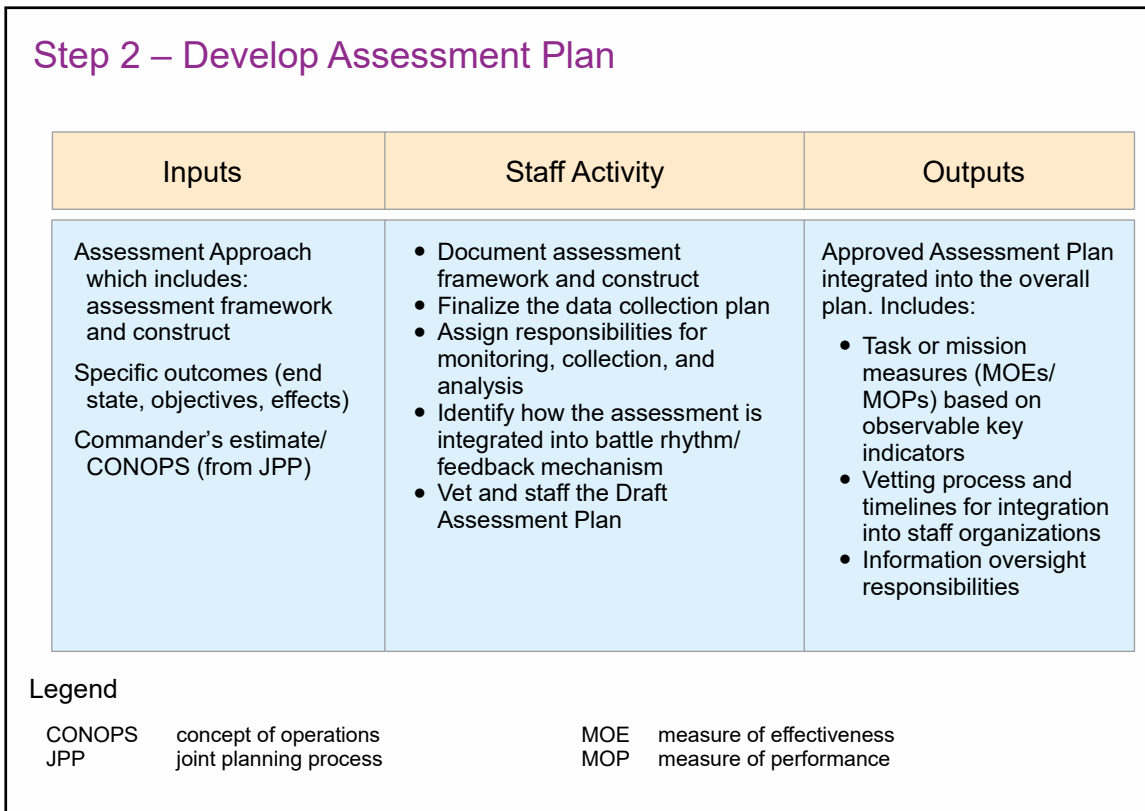 Step 2 – Develop Assessment Plan
Inputs
Staff Activity
Outputs
Assessment Approach
which includes:
assessment framework
and construct
Specific outcomes (end
state, objectives, effects)
Commander's estimate/
CONOPS (from JPP)
• Document assessment
framework and construct
• Finalize the data collection plan
• Assign responsibilities for
monitoring, collection, and
analysis
• Identify how the assessment is
integrated into battle rhythm/
feedback mechanism
• Vet and staff the Draft
Assessment Plan
Approved Assessment Plan
integrated into the overall
plan. Includes:
• Task or mission
measures (MOEs/
MOPs) based on
observable key
indicators
• Vetting process and
timelines for integration
into staff organizations
• Information oversight
responsibilities
Legend
CONOPS concept of operations
JPP joint planning process
MOE measure of effectiveness
MOP measure of performance